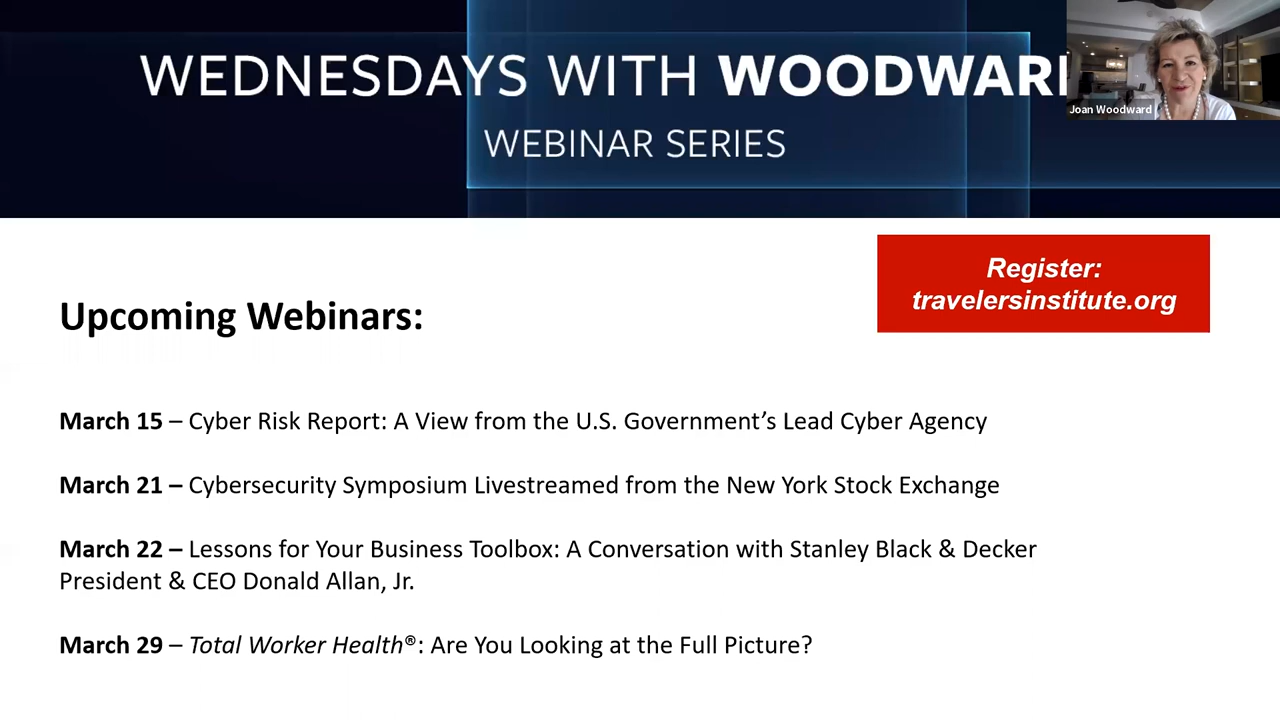 WEDNESDAYS WITH WOODWARD
Joan Woodward
WEBINAR SERIES
Register:
travelersinstitute.org
Upcoming Webinars:
March 15 – Cyber Risk Report: A View from the U.S. Government’s Lead Cyber Agency
March 21 – Cybersecurity Symposium Livestreamed from the New York Stock Exchange
March 22 – Lessons for Your Business Toolbox: A Conversation with Stanley Black & Decker
President & CEO Donald Allan, Jr.
March 29 – Total Worker Health®: Are You Looking at the Full Picture?